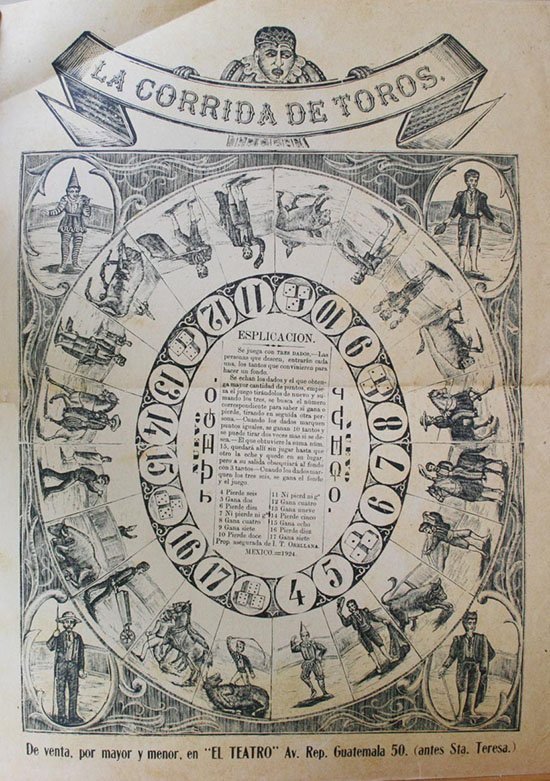 LA CORRIDA DE TOROS.
12 11 10 9
13 8
15 7
16 6
17 4 5
ESPLICACION.
Se juega con TRES DADOS.—Las
personas que deseen, entrarán cada
una, los tantos que convinieren para
hacer un fondo.
Se echan los dados y el que obten-
ga mayor cantidad de puntos, empie-
za el juego tirándolos de nuevo y su
mando los tres, se busca el número
correspondiente para saber si gana o
pierde, tirando en seguida otra per-
sona.—Cuando los dados marquen
puntos iguales, se ganan 10 tantos y
se puede tirar dos veces mas si se de-
sea.—El que obtuviere la suma núm.
15, quedará allí sin jugar hasta que
otro la eche y quede en su lugar,
pero a su salida obsequiará al fondo
con 3 tantos.—Cuando los dados mar-
quen los tres seis, se gana el fondo
y el juego.
4 Pierde seis
3 Gana dos
6 Pierde dos
7 Ni pierde ni gª
8 Gana cuatro
9 Gana siete
10 Pierde doce
11 Ni pierd ni gª
12 Gana cuatro
13 Gana nueve
14 Pierde cinco
15 Gana ocho
16 Pierde diez
17 Gana siete
Prop. asegurada de I. T. ORELLANA.
MEXICO.=1924.
De venta, por mayor y menor, en "EL TEATRO" Av. Rep. Guatemala 50. (antes Sta. Teresa.)